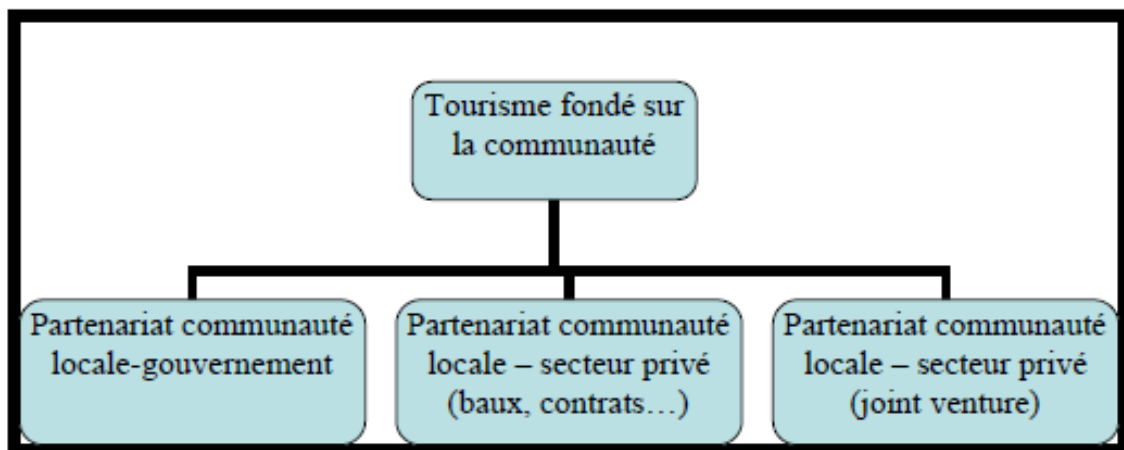 Tourisme fondé sur
la communauté
Partenariat communauté
locale-gouvernement
Partenariat communauté
locale – secteur privé
(baux, contrats…)
Partenariat communauté
locale – secteur privé
(joint venture)